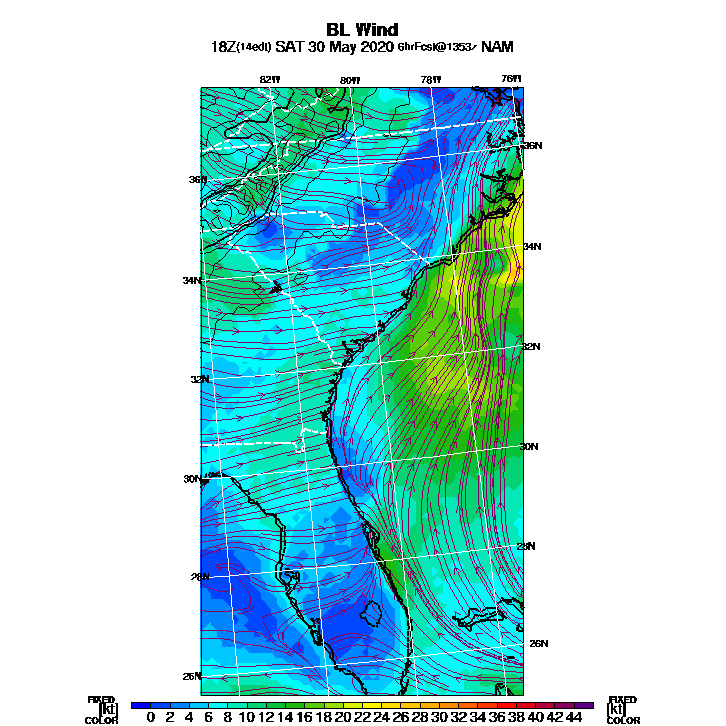 BL Wind
18Z(14edt) SAT 30 May 2020 6hrFcst@1353z NAM
82W 80W 78W 76W
36N 36N
34N 34N
32N 32N
30N 30N
28N 28N
26N 26N
FIXED [kt] COLOR
0 2 4 6 8 10 12 14 16 18 20 22 24 26 28 30 32 34 36 38 40 42 44
FIXED [kt] COLOR